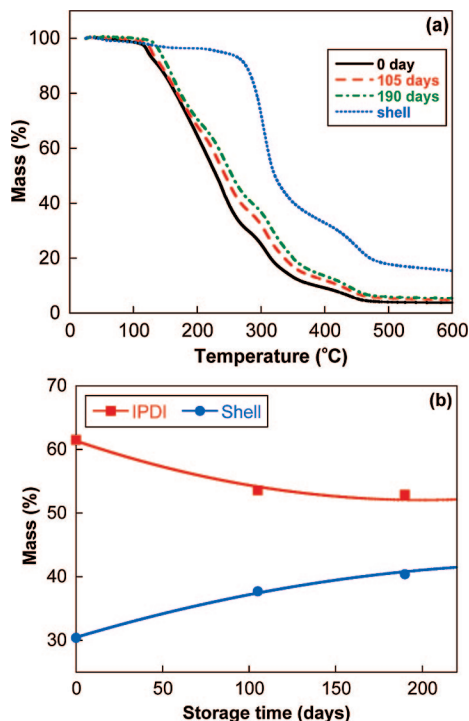 (a)
100
80
60
40
20
0
Mass (%)
0 day
105 days
190 days
shell
0 100 200 300 400 500 600
Temperature (°C)
(b)
IPDI Shell
70
60
50
40
30
Mass (%)
0 50 100 150 200
Storage time (days)